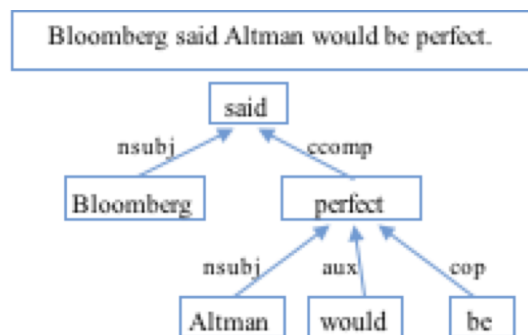 Bloomberg said Altman would be perfect.
said
nsubj ccomp
Bloomberg perfect
nsubj aux cop
Altman would be